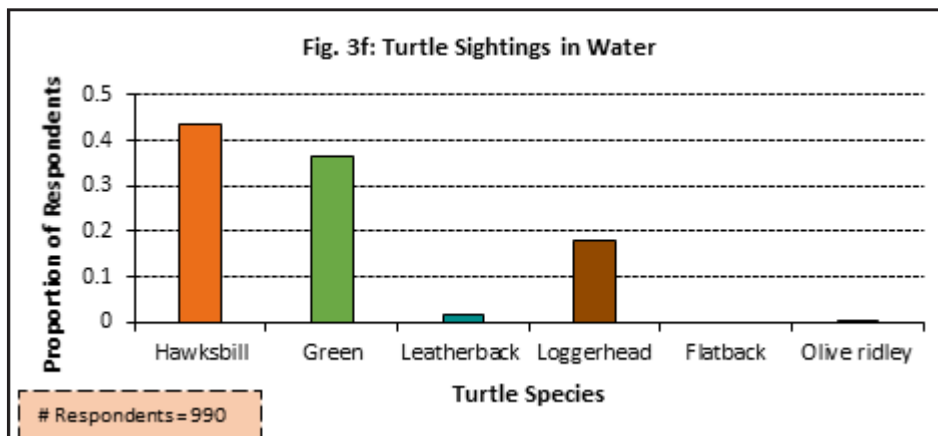 Fig. 3f: Turtle Sightings in Water
Proportion of Respondents
0.5
0.4
0.3
0.2
0.1
0
Hawksbill Green Leatherback Loggerhead Flatback Olive ridley
Turtle Species
# Respondents=990